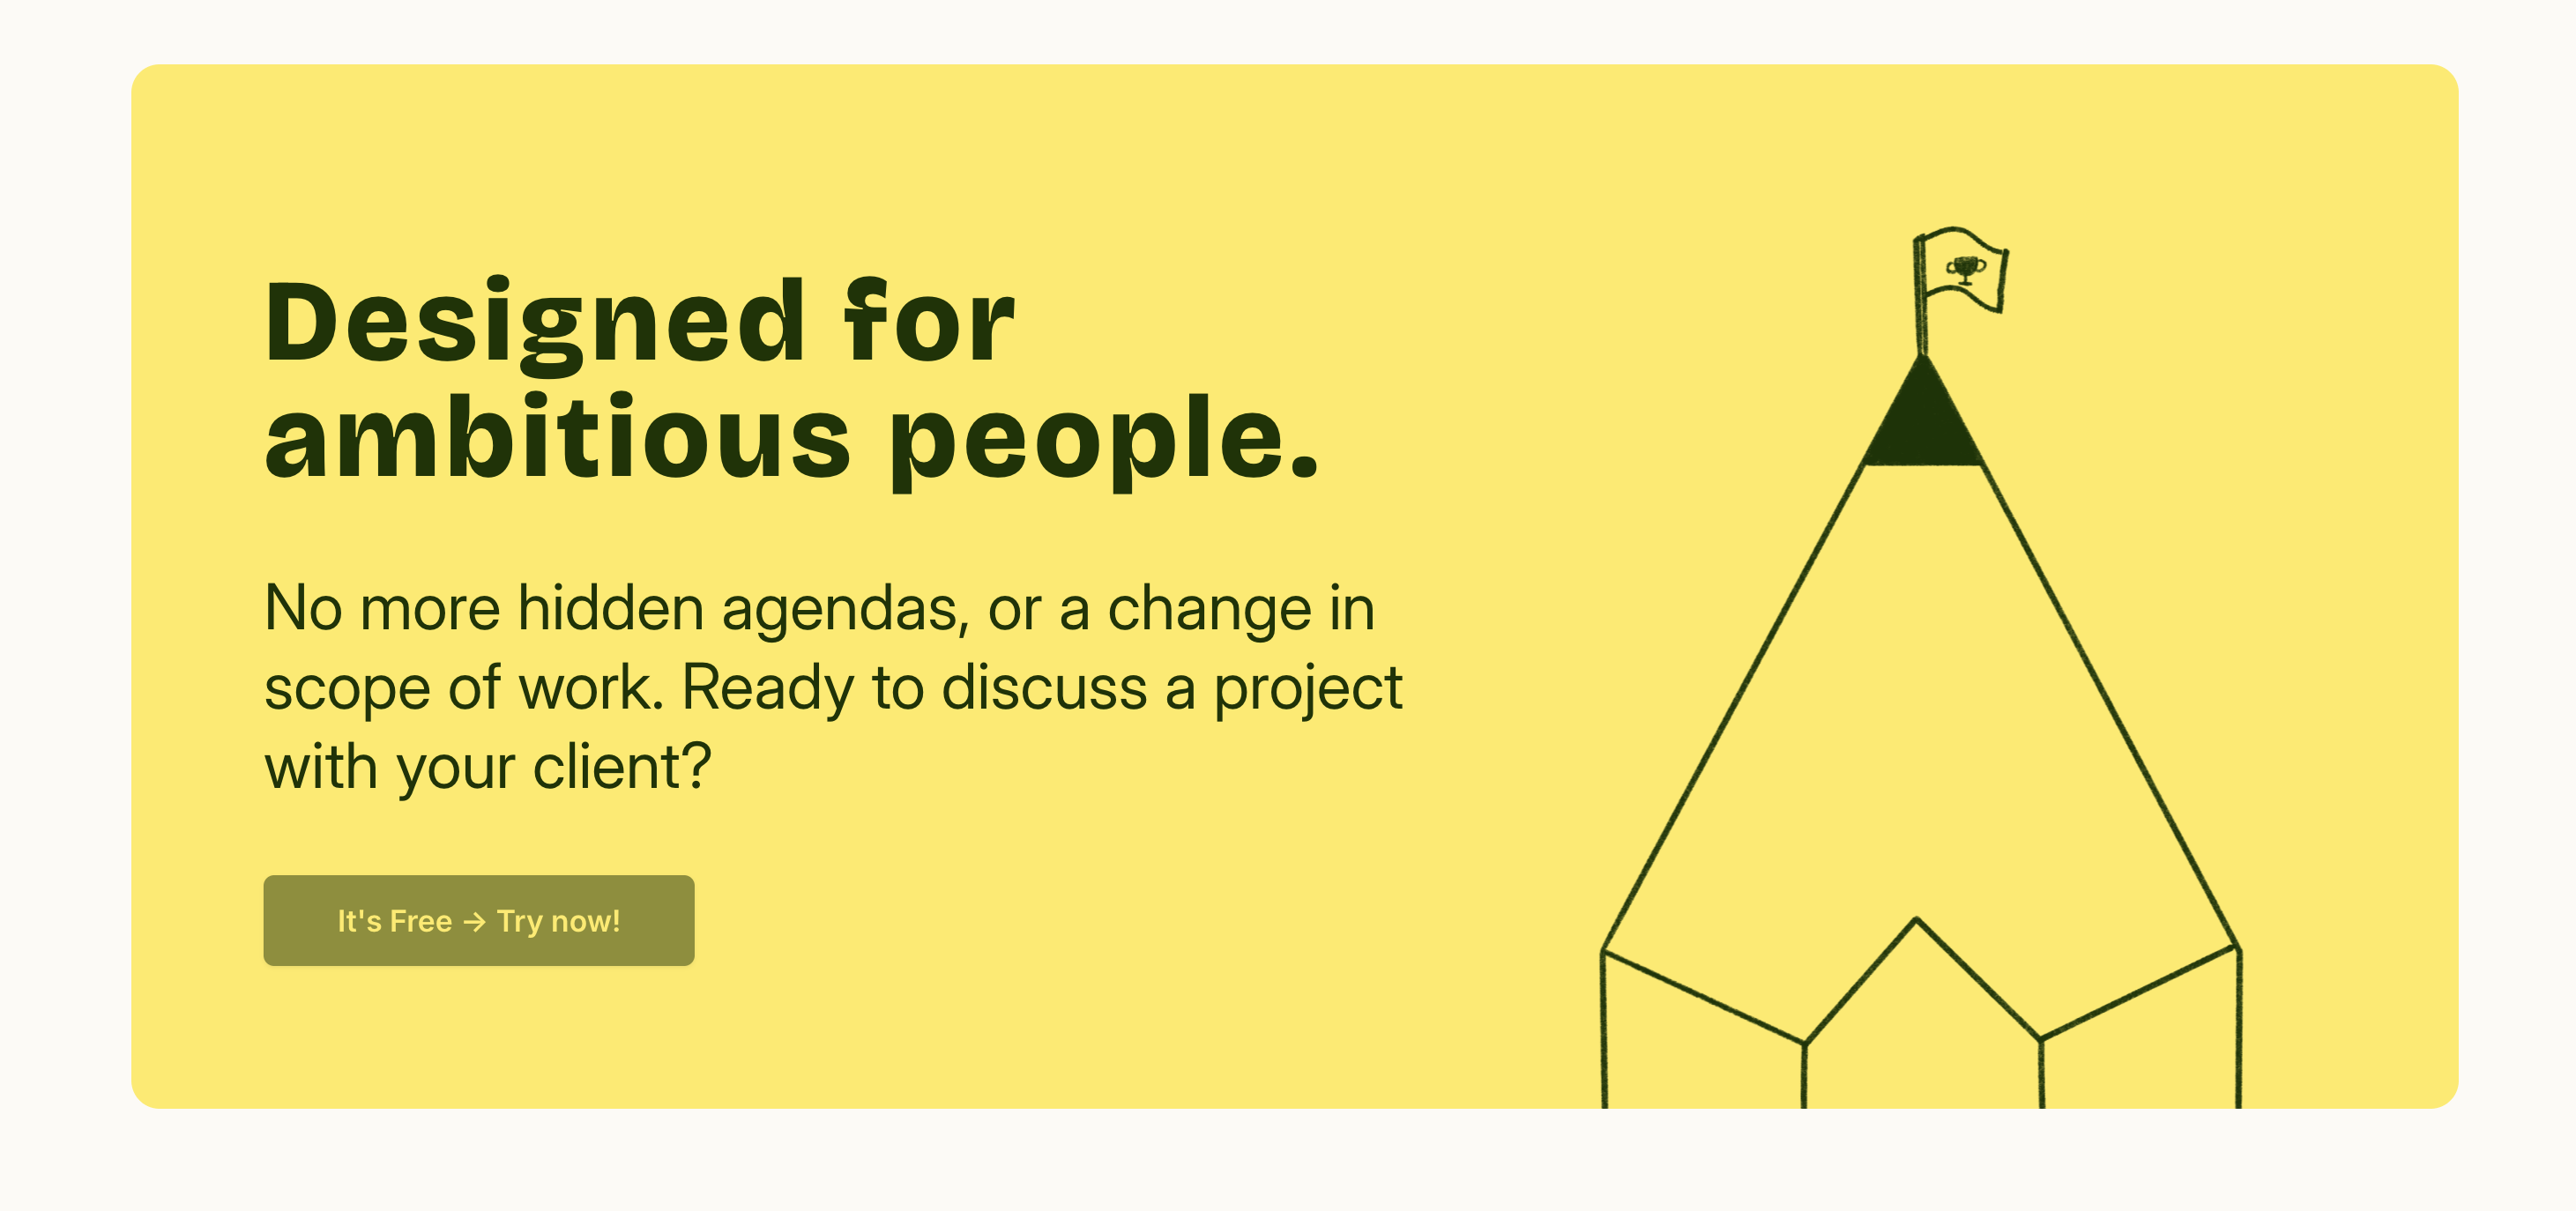 Designed for
ambitious people.
No more hidden agendas, or a change in
scope of work. Ready to discuss a project
with your client?
It's Free → Try now!